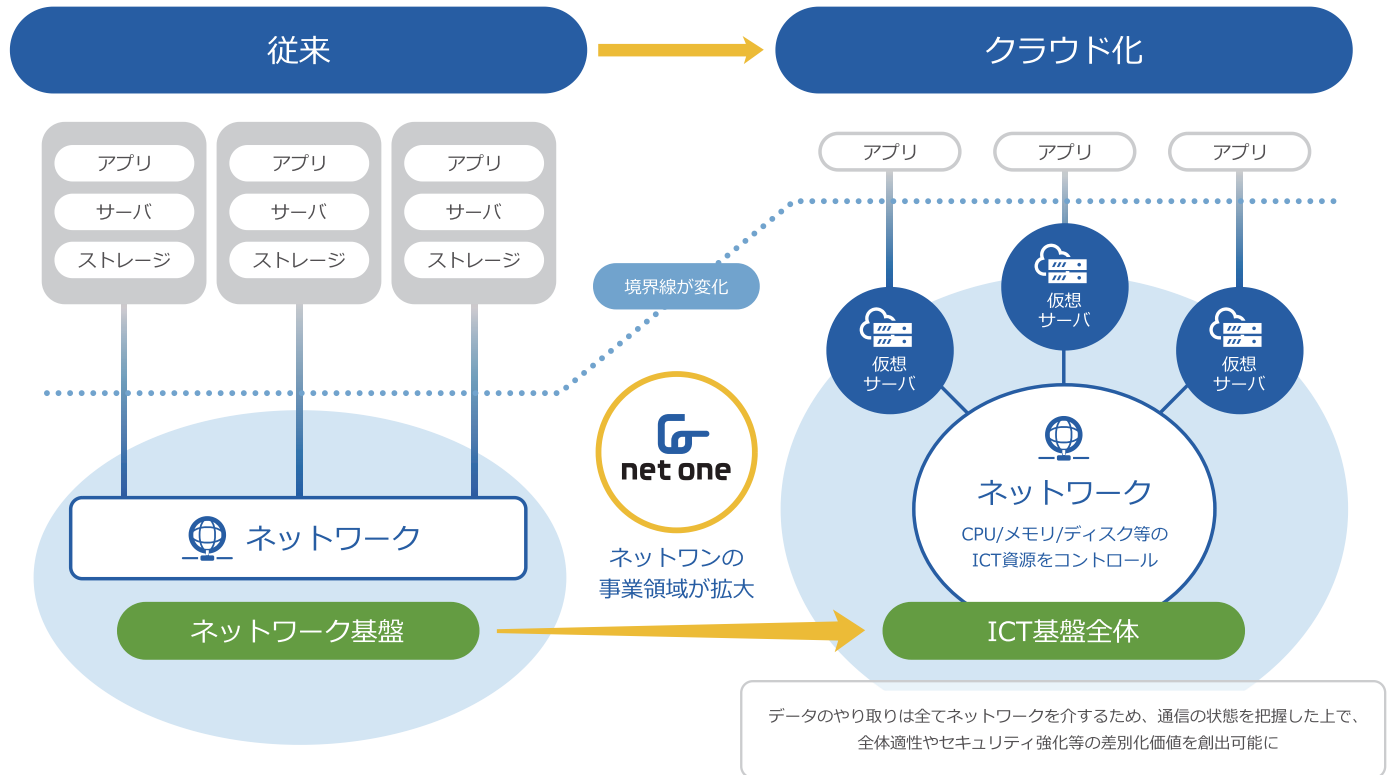 従来
クラウド化
アプリ
サーバ
ストレージ
アプリ
サーバ
ストレージ
アプリ
サーバ
ストレージ
ネットワーク
ネットワーク基盤
境界線が変化
net one
ネットワンの
事業領域が拡大
アプリ
アプリ
アプリ
仮想
サーバ
仮想
サーバ
仮想
サーバ
ネットワーク
CPU/メモリ/ディスク等の
ICT資源をコントロール
ICT基盤全体
データのやり取りは全てネットワークを介するため、通信の状態を把握した上で、
全体適性やセキュリティ強化等の差別化価値を創出可能に